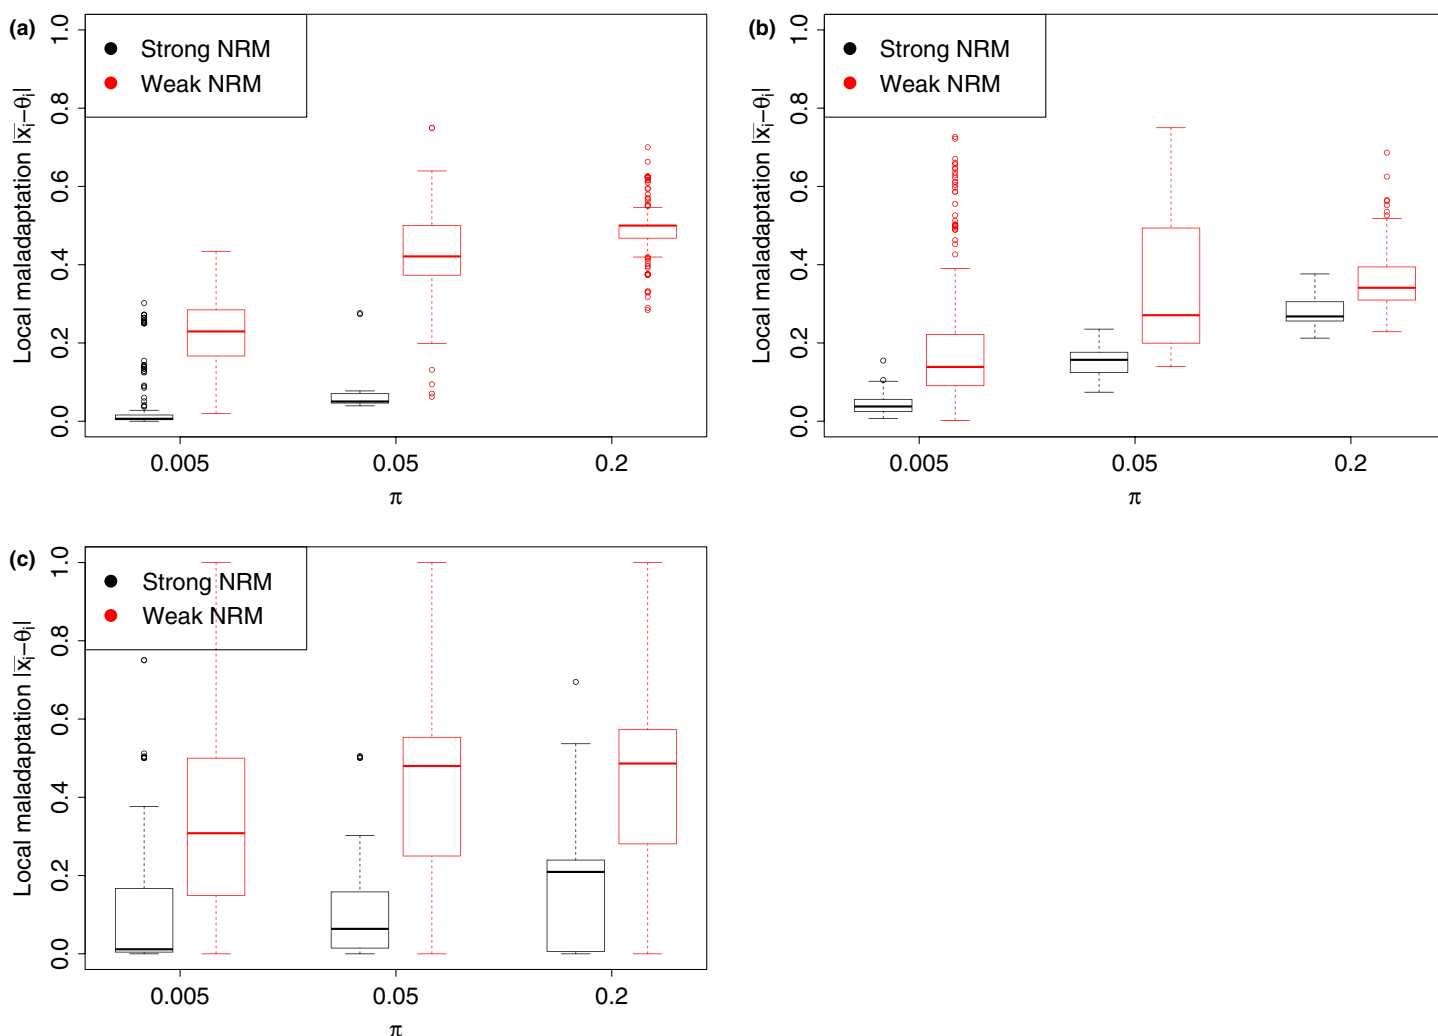 (a)
Local maladaptation |x̅ᵢ−θᵢ|
0.0 0.2 0.4 0.6 0.8 1.0
Strong NRM
Weak NRM
0.005 0.05 0.2
π
(b)
Local maladaptation |x̅ᵢ−θᵢ|
0.0 0.2 0.4 0.6 0.8 1.0
Strong NRM
Weak NRM
0.005 0.05 0.2
π
(c)
Local maladaptation |x̅ᵢ−θᵢ|
0.0 0.2 0.4 0.6 0.8 1.0
Strong NRM
Weak NRM
0.005 0.05 0.2
π